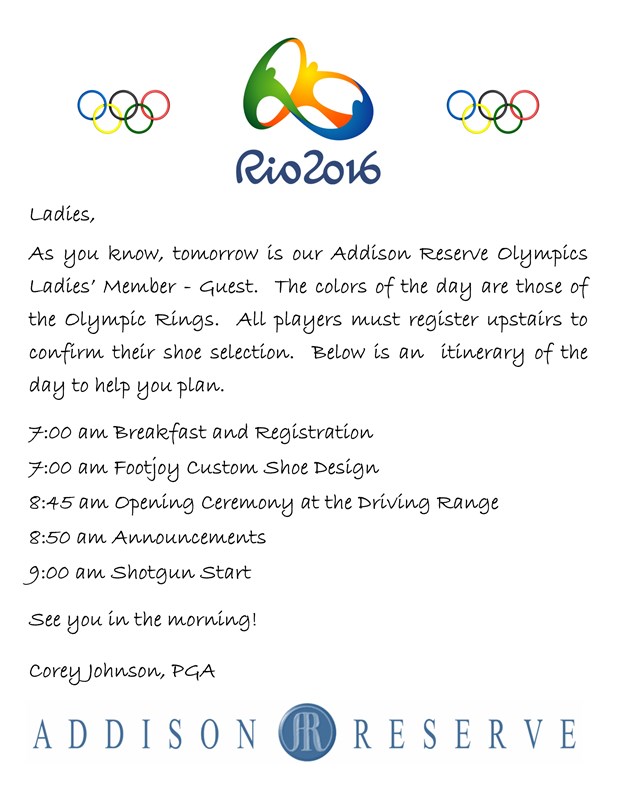 Rio2016
Ladies,
As you know, tomorrow is our Addison Reserve Olympics
Ladies' Member - Guest. The colors of the day are those of
the Olympic Rings. All players must register upstairs to
confirm their shoe selection. Below is an itinerary of the
day to help you plan.
7:00 am Breakfast and Registration
7:00 am Footjoy Custom Shoe Design
8:45 am Opening Ceremony at the Driving Range
8:50 am Announcements
9:00 am Shotgun Start
See you in the morning!
Corey Johnson, PGA
ADDISON AR RESERVE